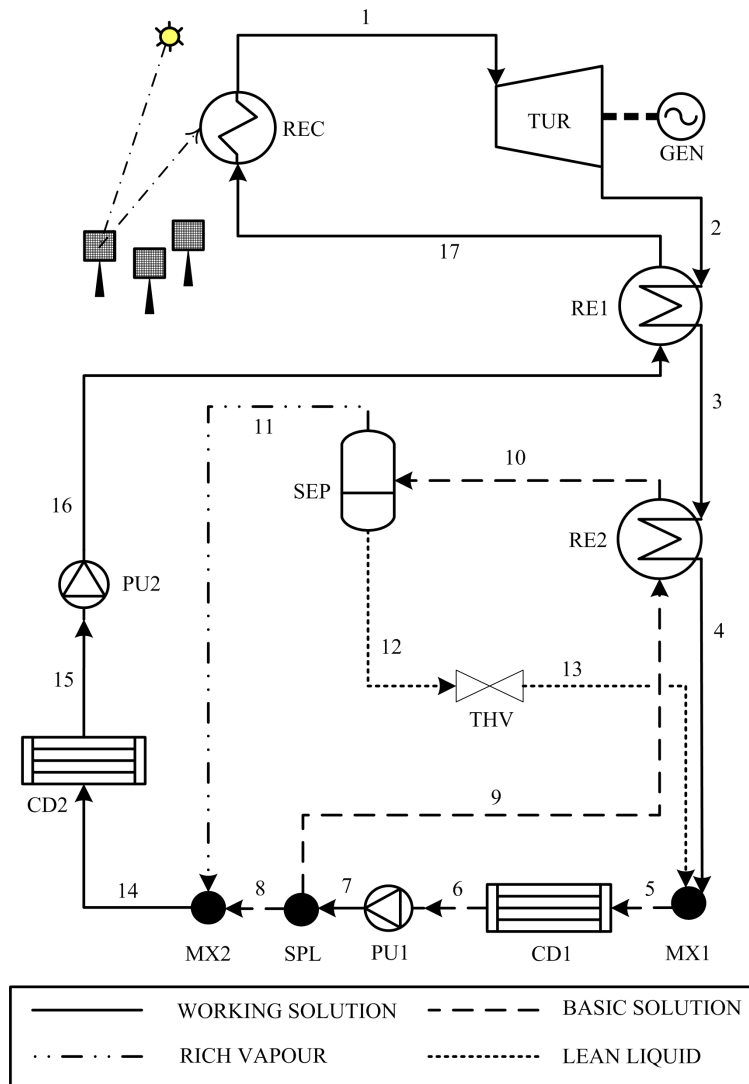 1
REC
TUR
GEN
2
17
RE1
3
11
10
SEP
16
RE2
PU2
4
12
13
15
THV
CD2
9
14
8
7
6
5
MX2
SPL
PU1
CD1
MX1
WORKING SOLUTION
BASIC SOLUTION
RICH VAPOUR
LEAN LIQUID